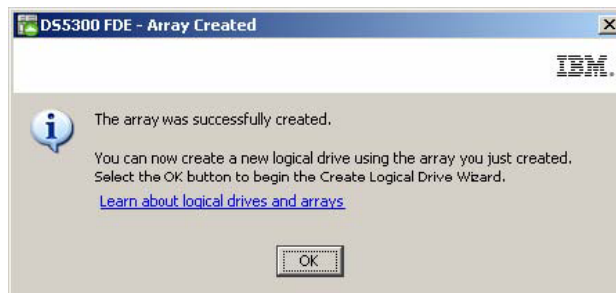 DS5300 FDE - Array Created
IBM.
The array was successfully created.
You can now create a new logical drive using the array you just created.
Select the OK button to begin the Create Logical Drive Wizard.
Learn about logical drives and arrays
OK